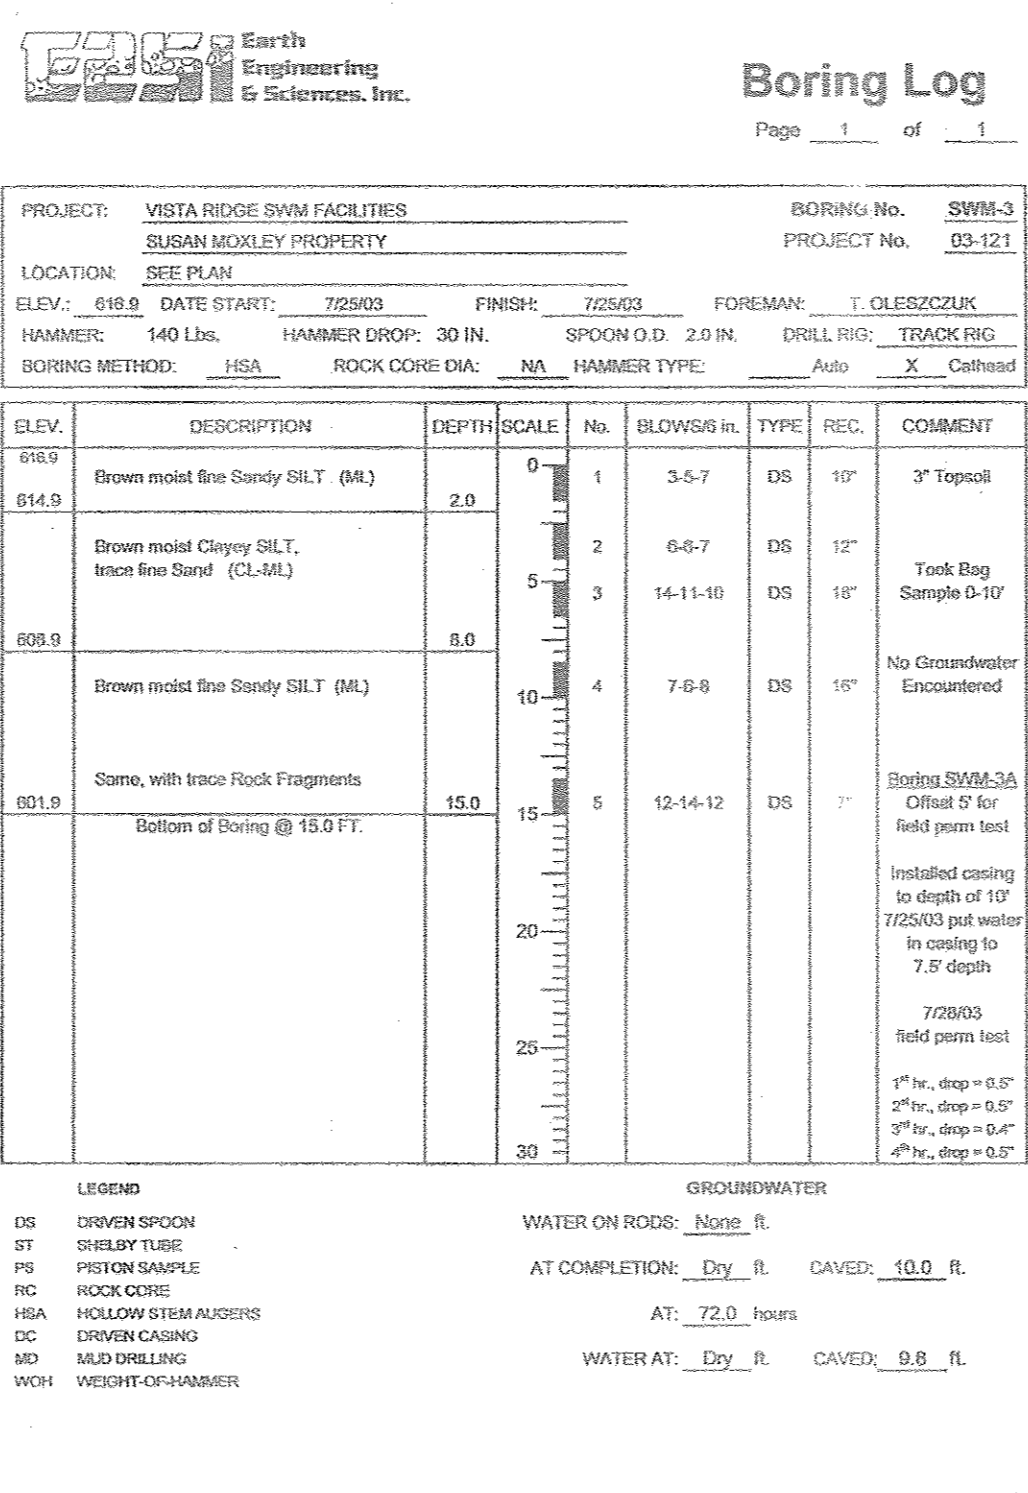 Earth
Engineering
& Sciences, Inc.
Boring Log
Page 1 of 1
PROJECT: VISTA RIDGE SWM FACILITIES BORING No. SWM-3
SUSAN MOXLEY PROPERTY PROJECT No. 03-121
LOCATION: SEE PLAN
ELEV.: 616.9 DATE START: 7/25/03 FINISH: 7/25/03 FOREMAN: T. OLESZCZUK
HAMMER: 140 Lbs. HAMMER DROP: 30 IN. SPOON O.D. 2.0 IN. DRILL RIG: TRACK RIG
BORING METHOD: HSA ROCK CORE DIA: NA HAMMER TYPE: Auto X Cathead
ELEV. DESCRIPTION DEPTH SCALE No. BLOWS/6 in. TYPE REC. COMMENT
616.9
0
Brown moist fine Sandy SILT (ML) 1 3-5-7 DS 10" 3" Topsoil
614.9 2.0
Brown moist Clayey SILT, 2 6-6-7 DS 12"
trace fine Sand (CL-ML) Took Bag
5 3 14-11-10 DS 18" Sample 0-10'
608.9 8.0
No Groundwater
Brown moist fine Sandy SILT (ML) 4 7-6-8 DS 16" Encountered
10
Same, with trace Rock Fragments Boring SWM-3A
601.9 15.0 5 12-14-12 DS 7" Offset 5' for
15
Bottom of Boring @ 15.0 FT. field perm test
Installed casing
to depth of 10'
7/25/03 put water
20
in casing to
7.5' depth
7/28/03
field perm test
25
1st hr., drop = 0.5"
2nd hr., drop = 0.5"
3rd hr., drop = 0.4"
30 4th hr., drop = 0.5"
LEGEND GROUNDWATER
DS DRIVEN SPOON WATER ON RODS: None ft.
ST SHELBY TUBE
PS PISTON SAMPLE AT COMPLETION: Dry ft. CAVED: 10.0 ft.
RC ROCK CORE
HSA HOLLOW STEM AUGERS AT: 72.0 hours
DC DRIVEN CASING
MD MUD DRILLING WATER AT: Dry ft. CAVED: 9.8 ft.
WOH WEIGHT-OF-HAMMER